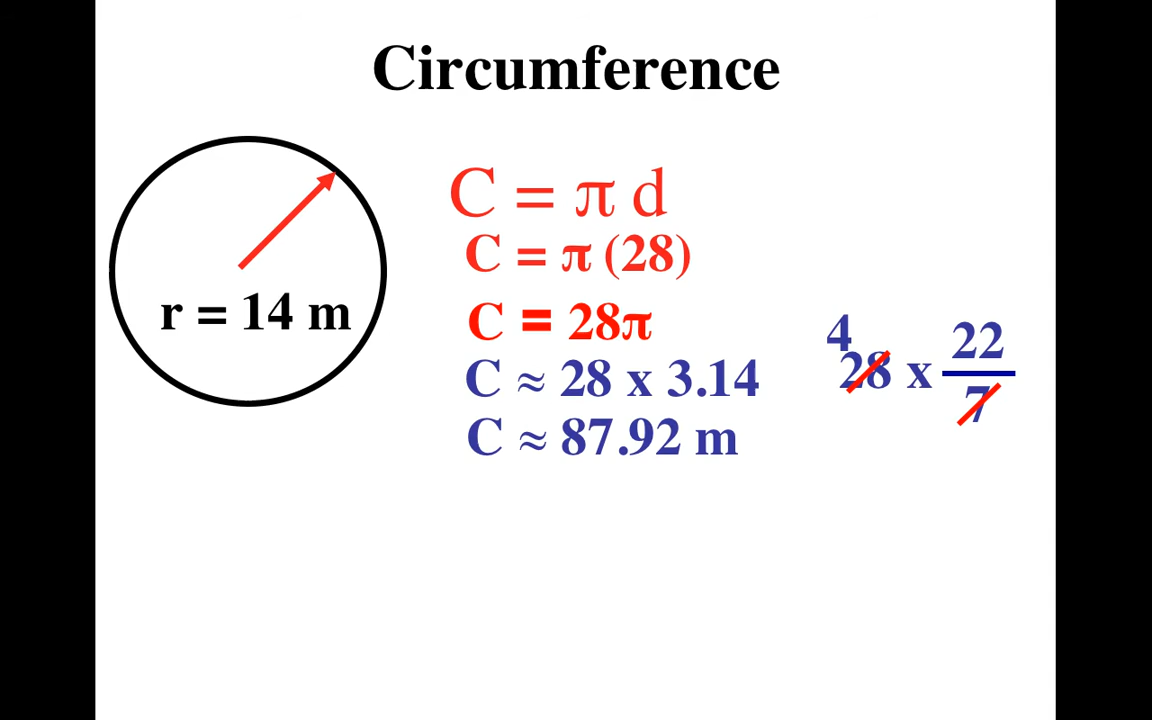 Circumference
r = 14 m
C = π d
C = π (28)
C = 28π
C ≈ 28 x 3.14
C ≈ 87.92 m
4
28 x 22/7